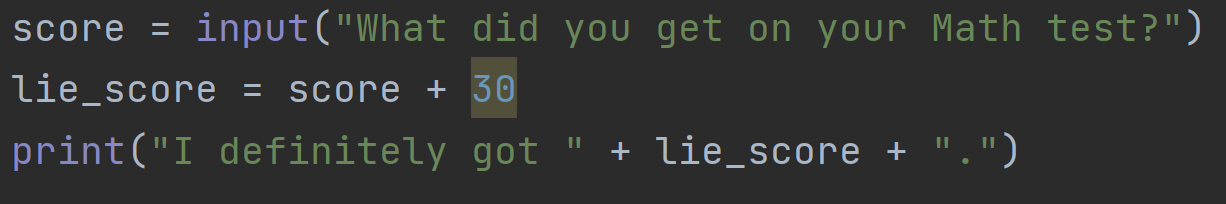 score = input("What did you get on your Math test?")
lie_score = score + 30
print("I definitely got " + lie_score + ".")